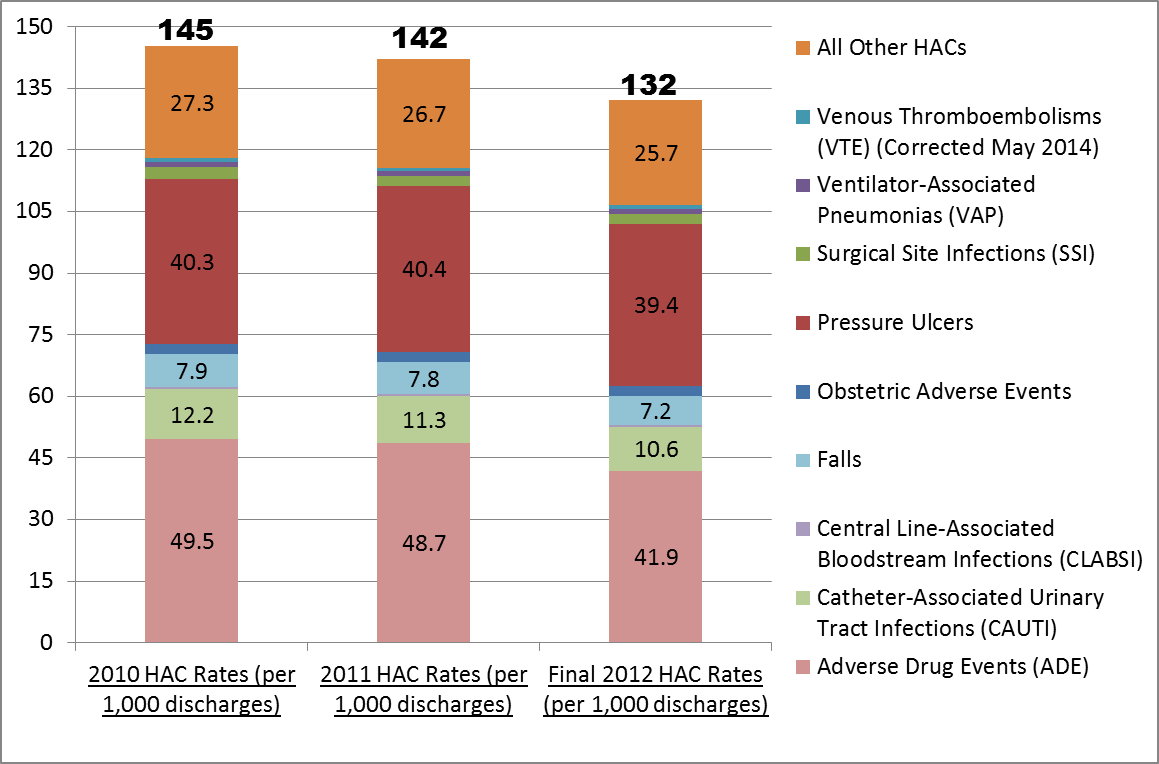 150
135
120
105
90
75
60
45
30
15
0
145
27.3
40.3
7.9
12.2
49.5
142
26.7
40.4
7.8
11.3
48.7
132
25.7
39.4
7.2
10.6
41.9
2010 HAC Rates (per
1,000 discharges)
2011 HAC Rates (per
1,000 discharges)
Final 2012 HAC Rates
(per 1,000 discharges)
All Other HACs
Venous Thromboembolisms
(VTE) (Corrected May 2014)
Ventilator-Associated
Pneumonias (VAP)
Surgical Site Infections (SSI)
Pressure Ulcers
Obstetric Adverse Events
Falls
Central Line-Associated
Bloodstream Infections (CLABSI)
Catheter-Associated Urinary
Tract Infections (CAUTI)
Adverse Drug Events (ADE)